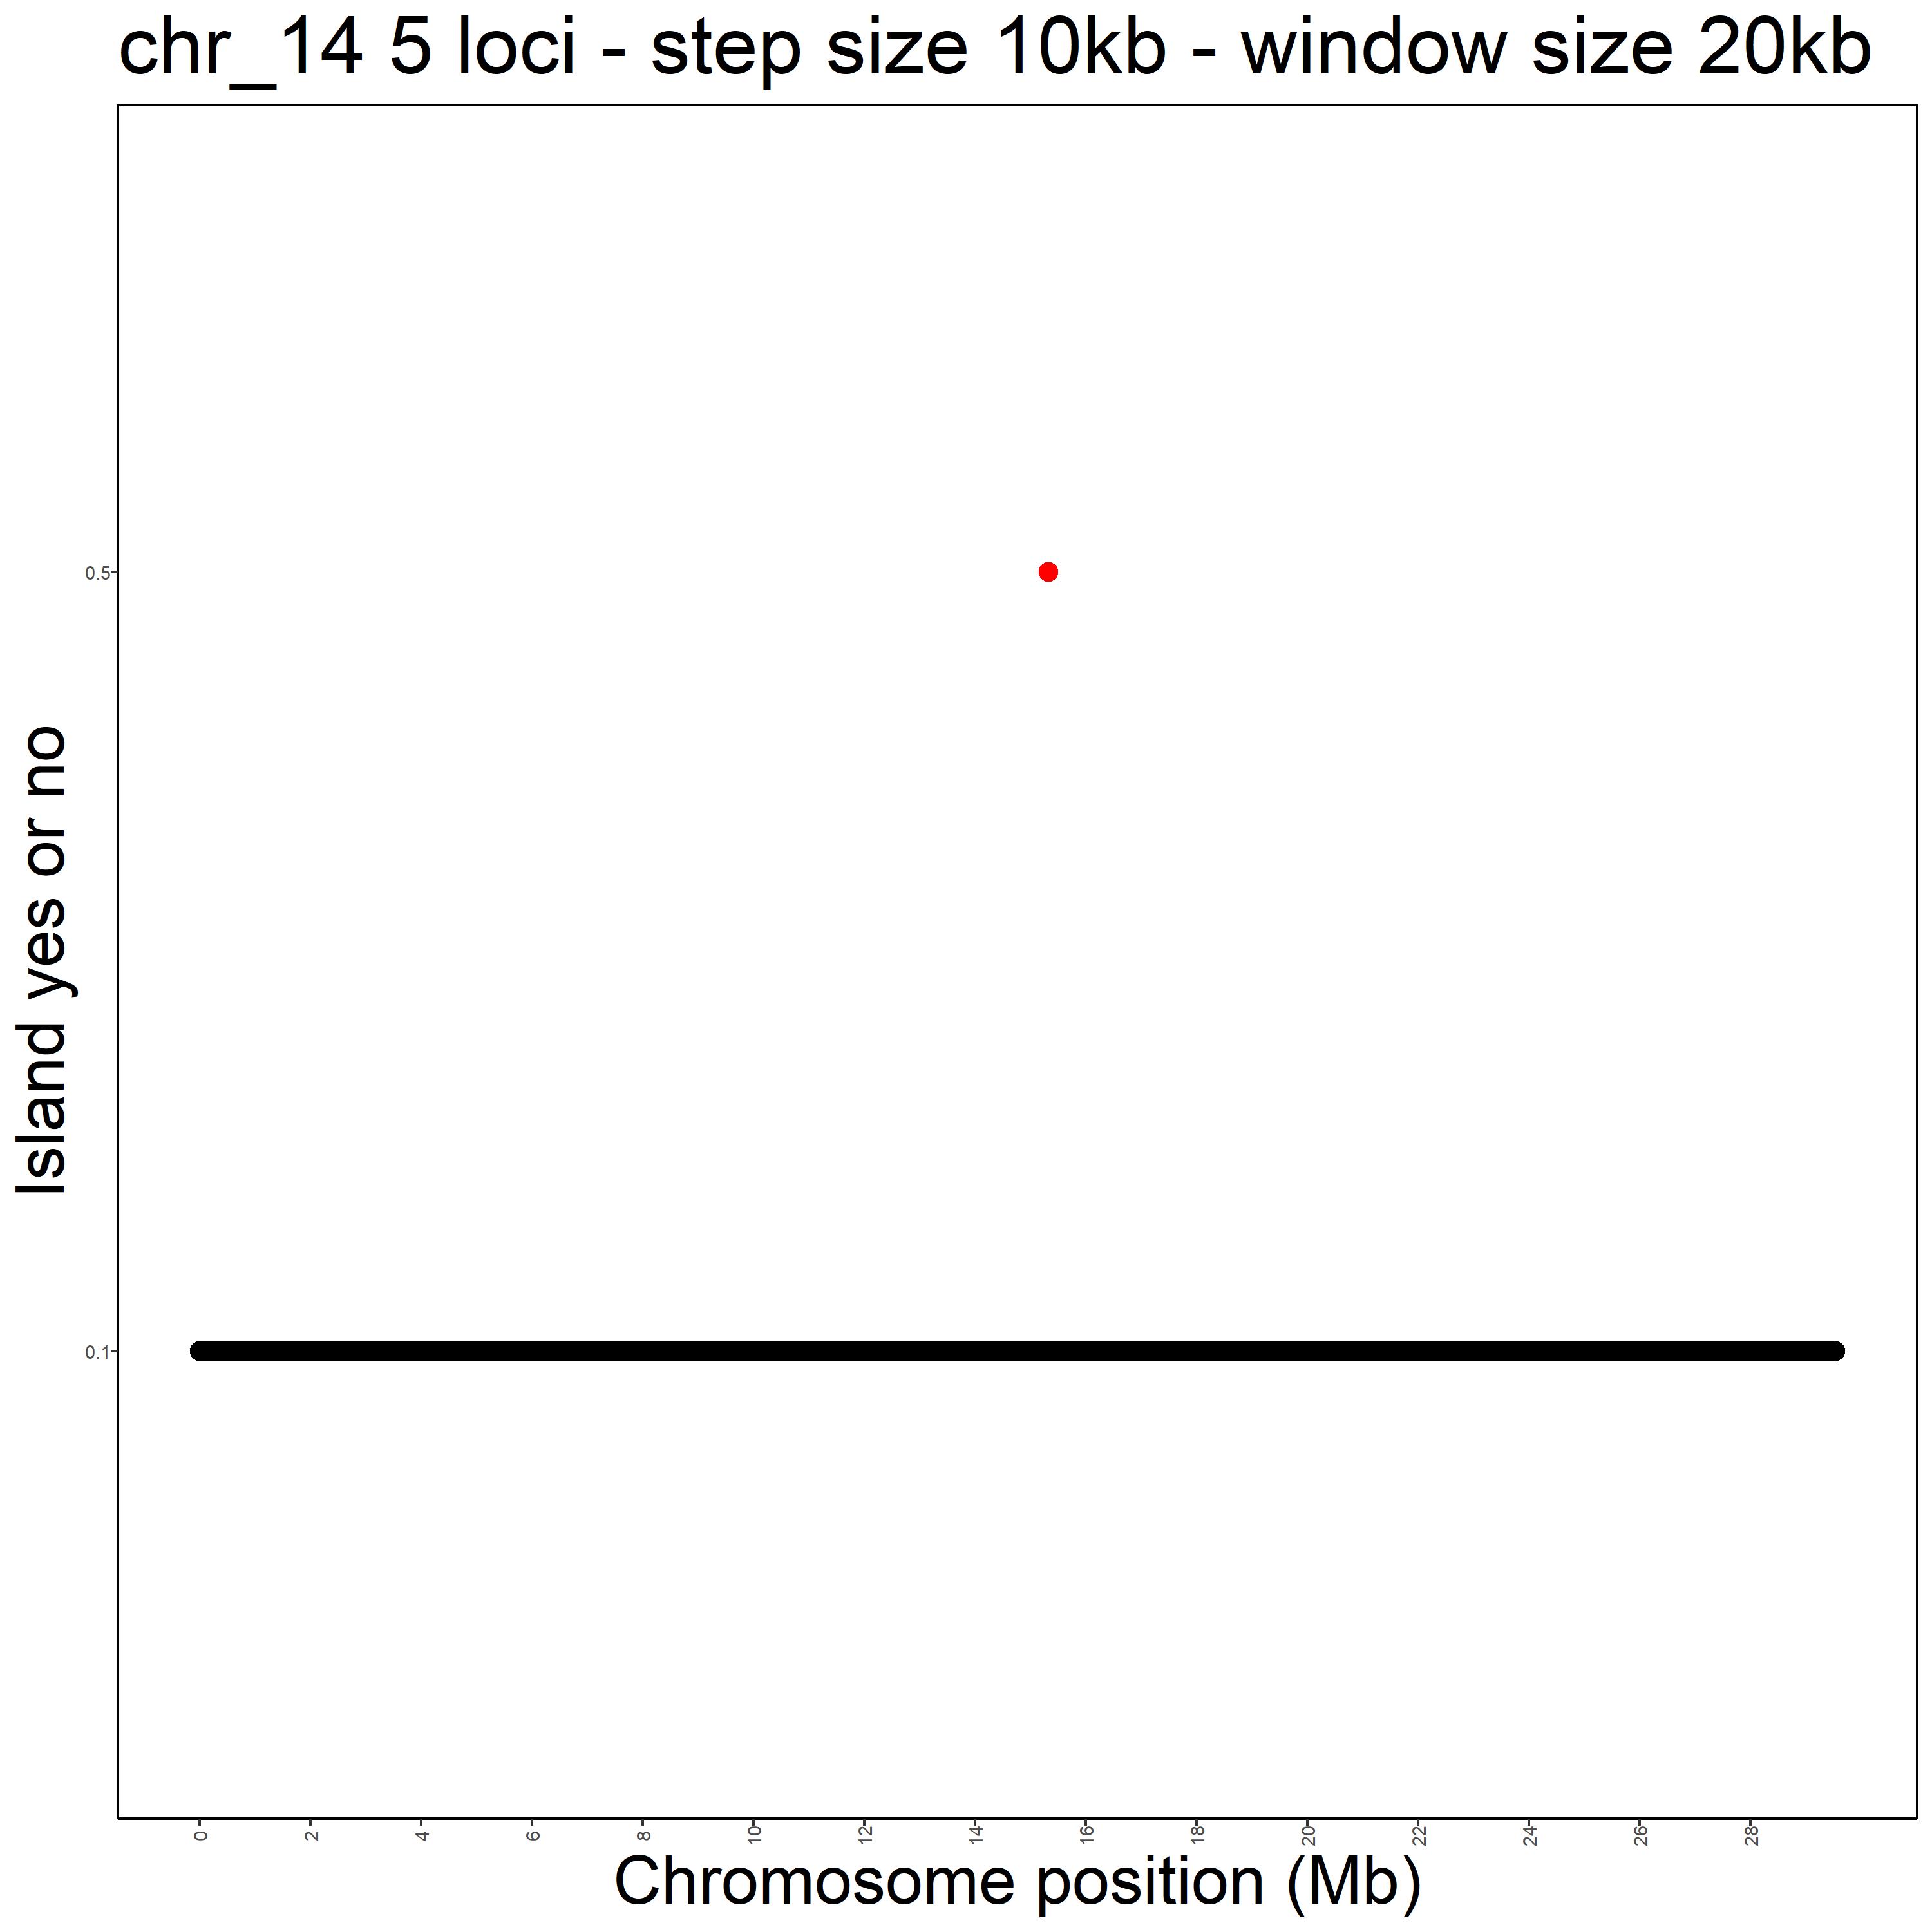 chr_14 5 loci - step size 10kb - window size 20kb
Island yes or no
0.5
0.1
0 2 4 6 8 10 12 14 16 18 20 22 24 26 28
Chromosome position (Mb)